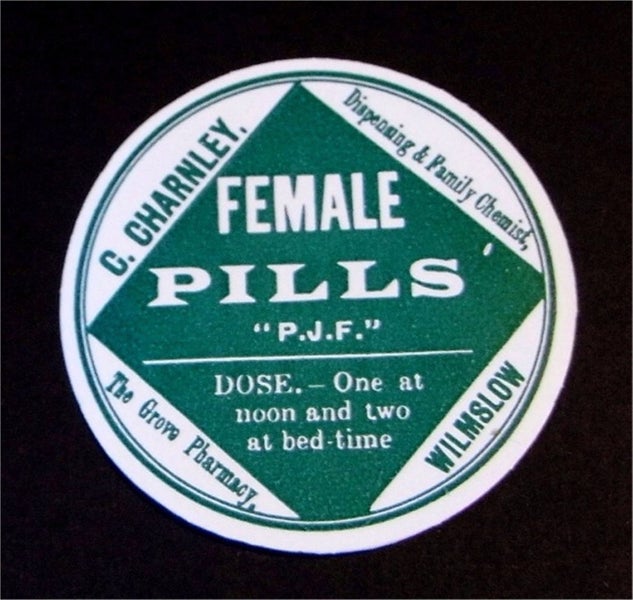 C. CHARNLEY.
Dispensing & Family Chemist,
FEMALE
PILLS
"P.J.F."
DOSE.—One at
noon and two
at bed-time
The Grove Pharmacy,
WILMSLOW